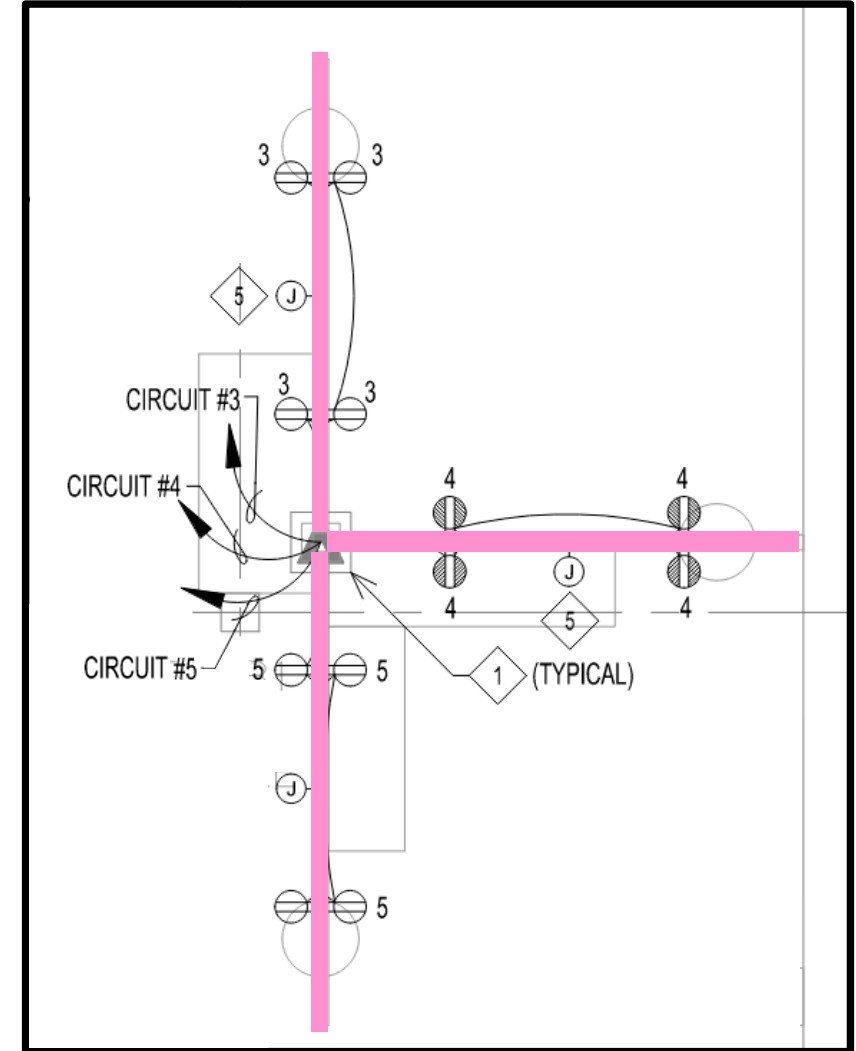 3 3
5 J
3 3
CIRCUIT #3
CIRCUIT #4
4 4
J
4 4
5
CIRCUIT #5
5 5
1 (TYPICAL)
J
5